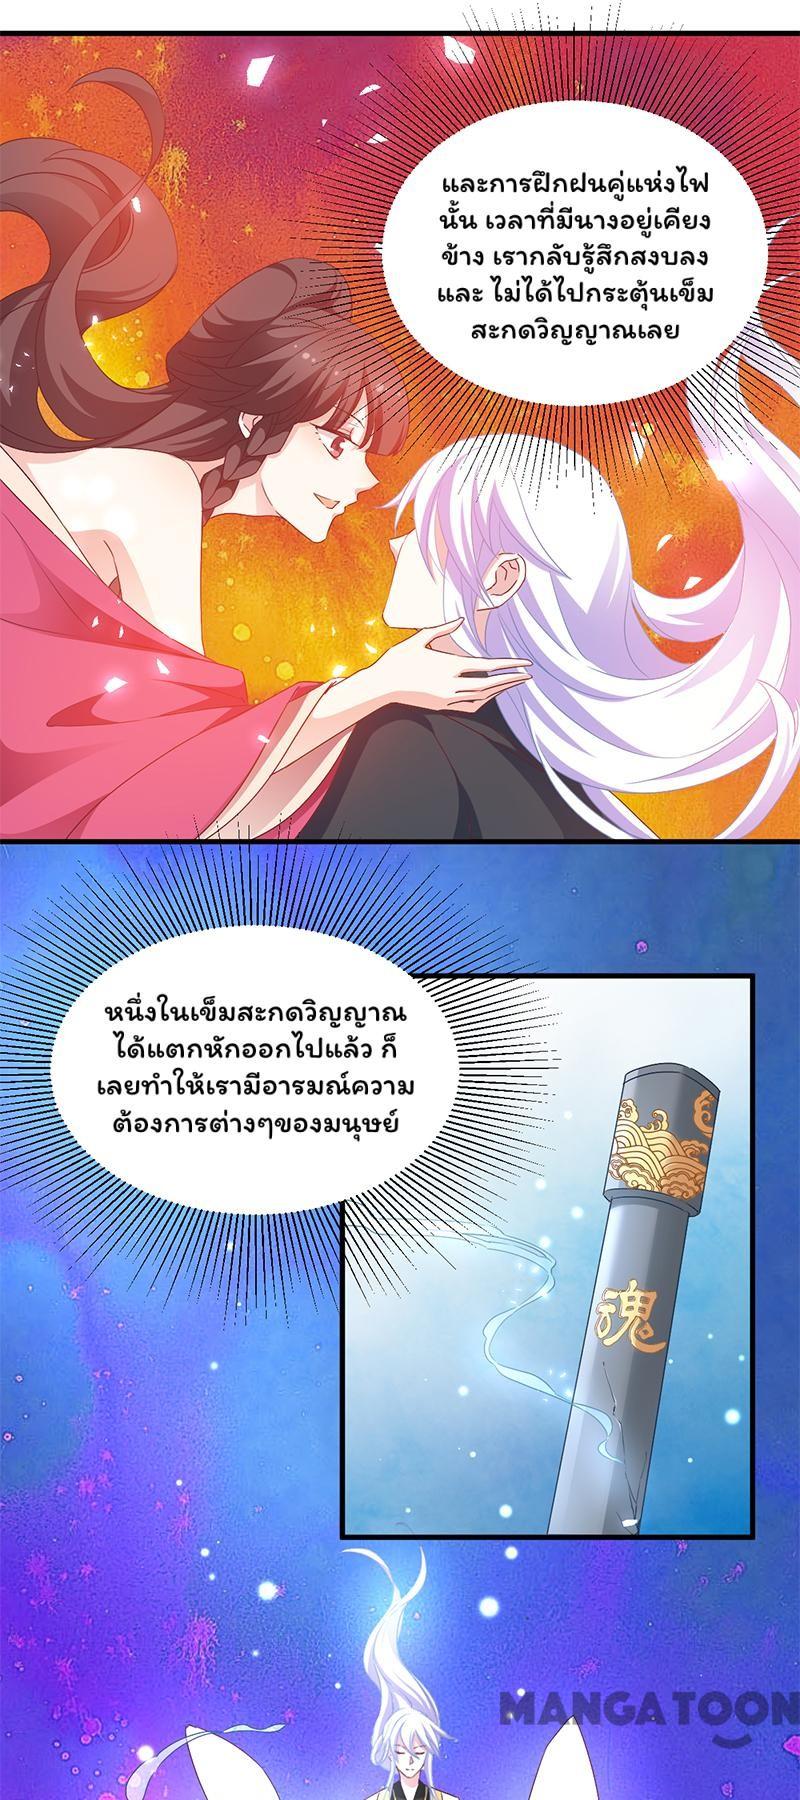 และการฝึกฝนคู่แห่งไฟ
นั้น เวลาที่มีนางอยู่เคียง
ข้าง เรากลับรู้สึกสงบลง
และ ไม่ได้ไปกระตุ้นเข็ม
สะกดวิญญาณเลย
หนึ่งในเข็มสะกดวิญญาณ
ได้แตกหักออกไปแล้ว ก็
เลยทำให้เรามีอารมณ์ความ
ต้องการต่างๆของมนุษย์
魂
MANGATOON